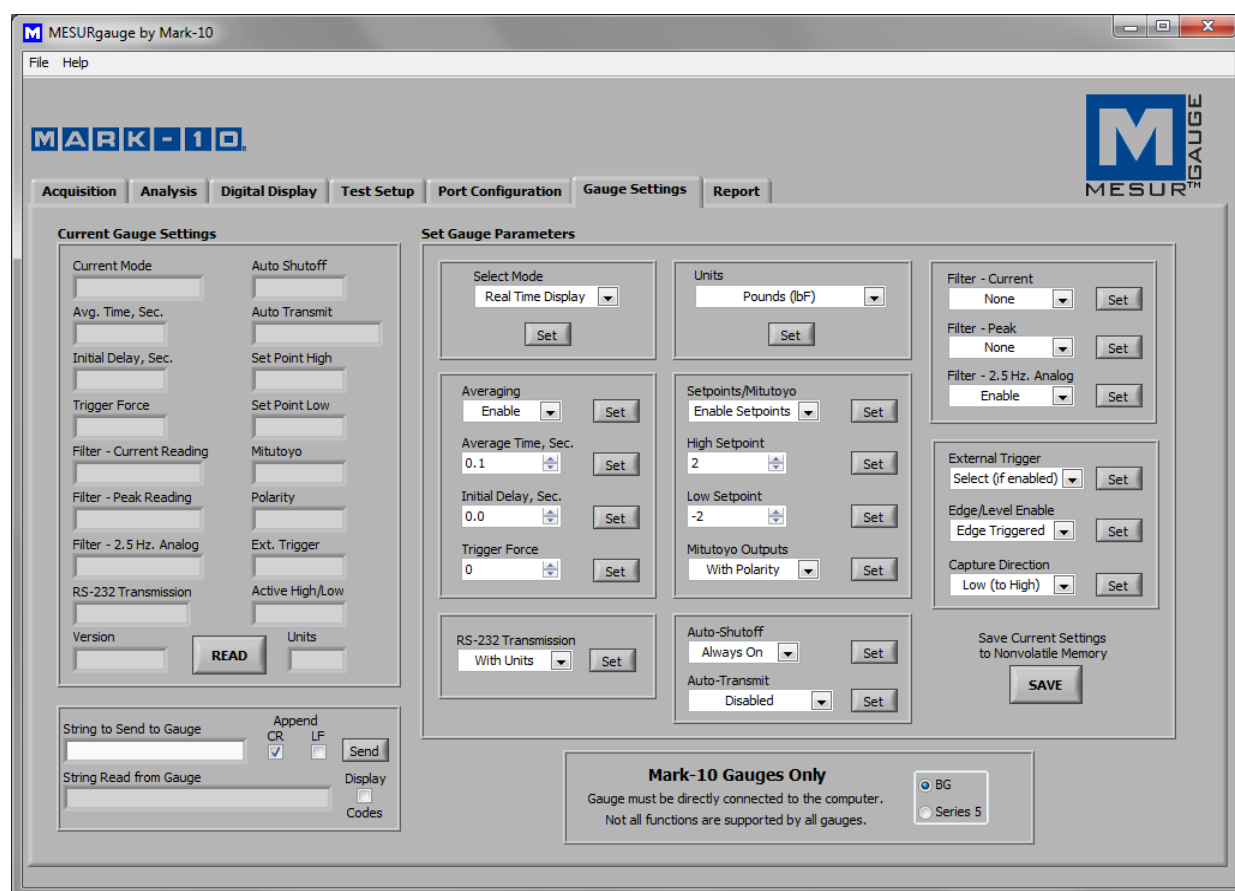 MESURgauge by Mark-10
File Help
MARK-10
MESUR™
GAUGE
Acquisition Analysis Digital Display Test Setup Port Configuration Gauge Settings Report
Current Gauge Settings
Current Mode Auto Shutoff
Avg. Time, Sec. Auto Transmit
Initial Delay, Sec. Set Point High
Trigger Force Set Point Low
Filter - Current Reading Mitutoyo
Filter - Peak Reading Polarity
Filter - 2.5 Hz. Analog Ext. Trigger
RS-232 Transmission Active High/Low
Version READ Units
String to Send to Gauge Append
CR LF
Send
String Read from Gauge Display
Codes
Set Gauge Parameters
Select Mode
Real Time Display
Set
Units
Pounds (lbF)
Set
Filter - Current
None Set
Filter - Peak
None Set
Filter - 2.5 Hz. Analog
Enable Set
Averaging
Enable Set
Average Time, Sec.
0.1 Set
Initial Delay, Sec.
0.0 Set
Trigger Force
0 Set
Setpoints/Mitutoyo
Enable Setpoints Set
High Setpoint
2 Set
Low Setpoint
-2 Set
Mitutoyo Outputs
With Polarity Set
External Trigger
Select (if enabled) Set
Edge/Level Enable
Edge Triggered Set
Capture Direction
Low (to High) Set
RS-232 Transmission
With Units Set
Auto-Shutoff
Always On Set
Auto-Transmit
Disabled Set
Save Current Settings
to Nonvolatile Memory
SAVE
Mark-10 Gauges Only
Gauge must be directly connected to the computer.
Not all functions are supported by all gauges.
BG
Series 5